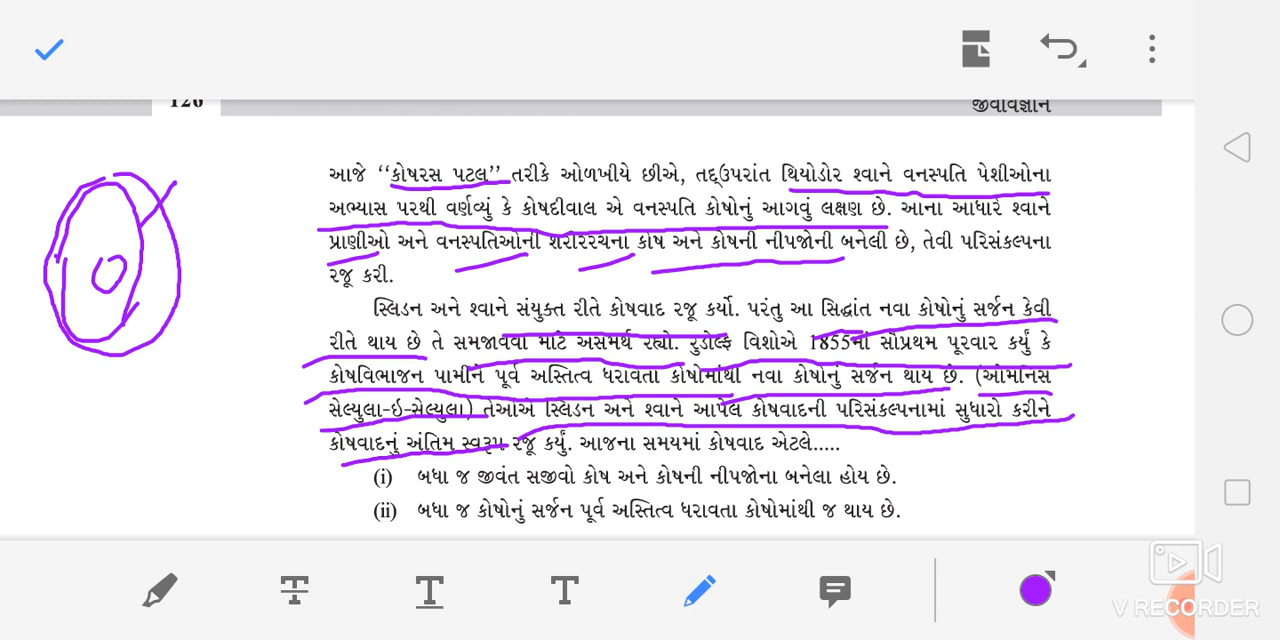 126
જીવવિજ્ઞાન
આજે “કોષરસ પટલ” તરીકે ઓળખીયે છીએ, તદ્ઉપરાંત થિયોડોર શ્વાને વનસ્પતિ પેશીઓના
અભ્યાસ પરથી વર્ણવ્યું કે કોષદીવાલ એ વનસ્પતિ કોષોનું આગવું લક્ષણ છે. આના આધારે શ્વાને
પ્રાણીઓ અને વનસ્પતિઓની શરીરરચના કોષ અને કોષની નીપજોની બનેલી છે, તેવી પરિસંકલ્પના
રજૂ કરી.
સ્લિડન અને શ્વાને સંયુક્ત રીતે કોષવાદ રજૂ કર્યો. પરંતુ આ સિદ્ધાંત નવા કોષોનું સર્જન કેવી
રીતે થાય છે તે સમજાવવા માટે અસમર્થ રહ્યો. રુડોલ્ફ વિશોએ 1855માં સૌપ્રથમ પૂરવાર કર્યું કે
કોષવિભાજન પામીને પૂર્વ અસ્તિત્વ ધરાવતા કોષોમાંથી નવા કોષોનું સર્જન થાય છે. (ઓમાનસ
સેલ્યુલા-ઇ-સેલ્યુલા) તેઓએ સ્લિડન અને શ્વાને આપેલ કોષવાદની પરિસંકલ્પનામાં સુધારો કરીને
કોષવાદનું અંતિમ સ્વરૂપ રજૂ કર્યું. આજના સમયમાં કોષવાદ એટલે.....
(i) બધા જ જીવંત સજીવો કોષ અને કોષની નીપજોના બનેલા હોય છે.
(ii) બધા જ કોષોનું સર્જન પૂર્વ અસ્તિત્વ ધરાવતા કોષોમાંથી જ થાય છે.
V RECORDER